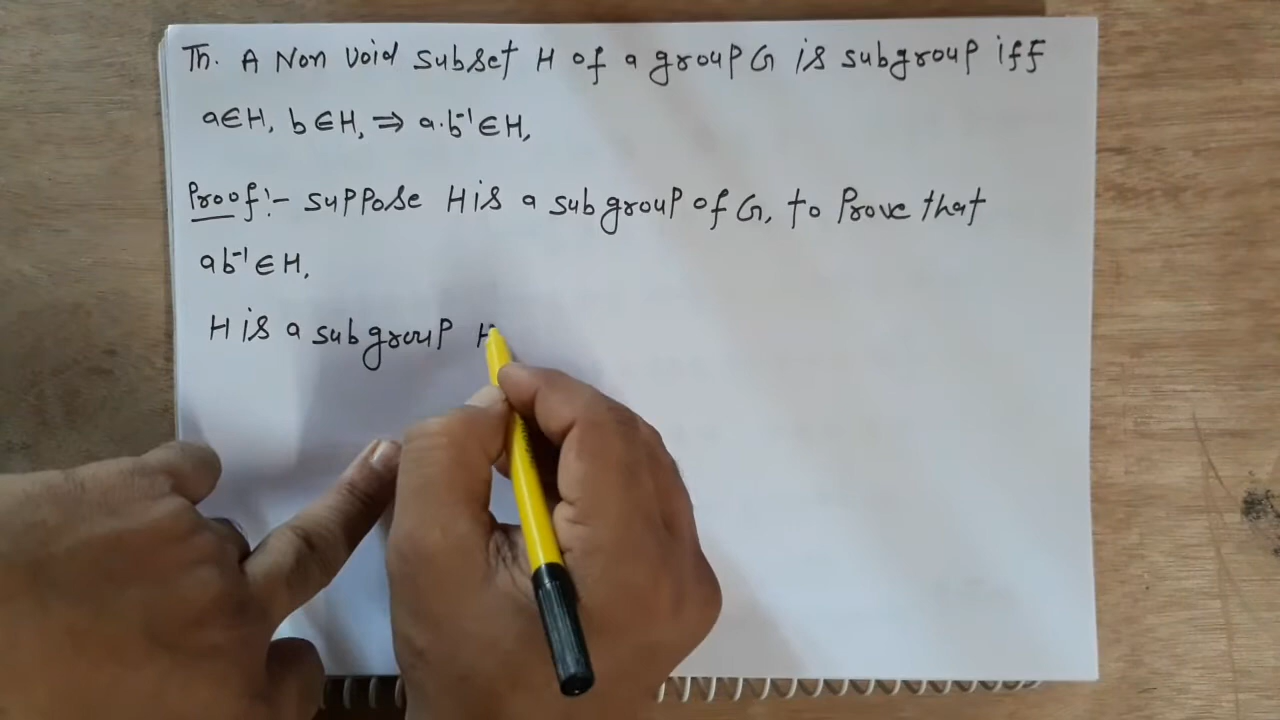 Th. A Non Void subset H of a group G is subgroup iff
a∈H, b∈H, ⇒ a.b⁻¹∈H,
Proof:- suppose H is a subgroup of G, to Prove that
ab⁻¹∈H,
H is a subgroup H